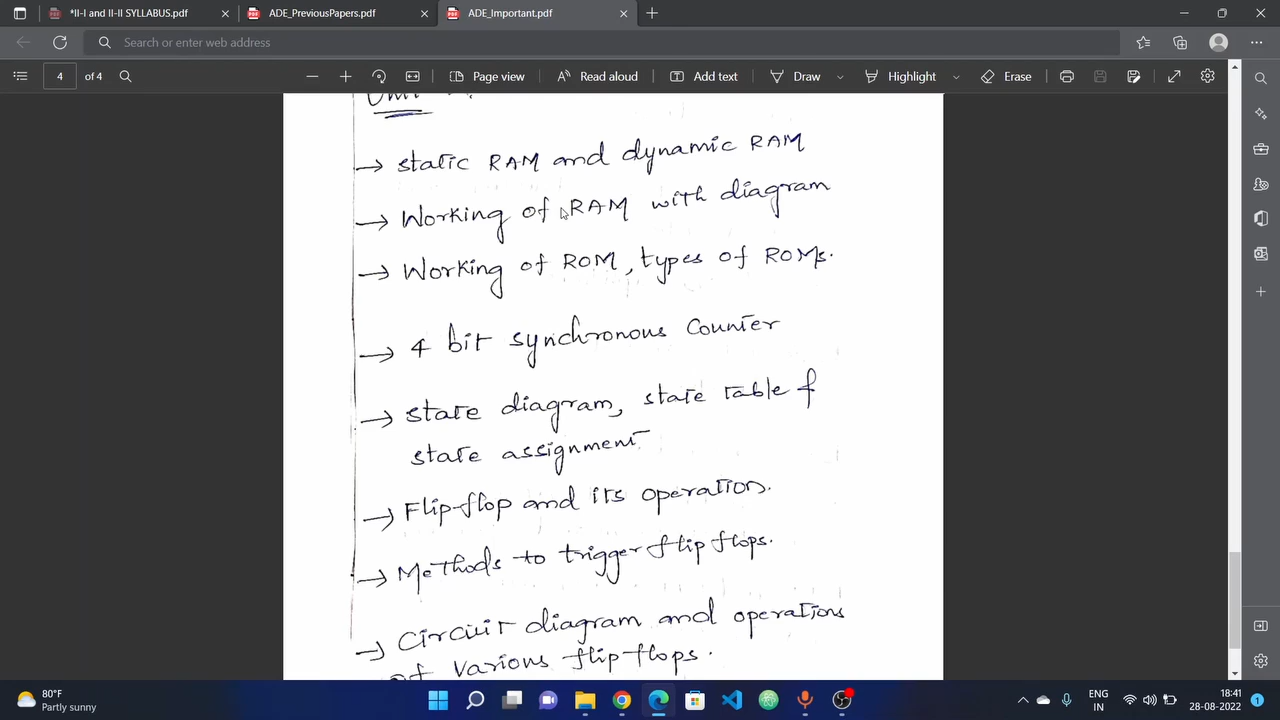 *II-I and II-II SYLLABUS.pdf
ADE_PreviousPapers.pdf
ADE_Important.pdf
Search or enter web address
4 of 4
Page view
Read aloud
Add text
Draw
Highlight
Erase
Unit
→ static RAM and dynamic RAM
→ Working of RAM with diagram
→ Working of ROM, types of ROMs.
→ 4 bit synchronous Counter
→ state diagram, state table &
state assignment
→ Flip-flop and its operation.
→ Methods to trigger flip flops.
→ Circuit diagram and operations
of various flip-flops.
80°F
Partly sunny
ENG
IN
18:41
28-08-2022
1